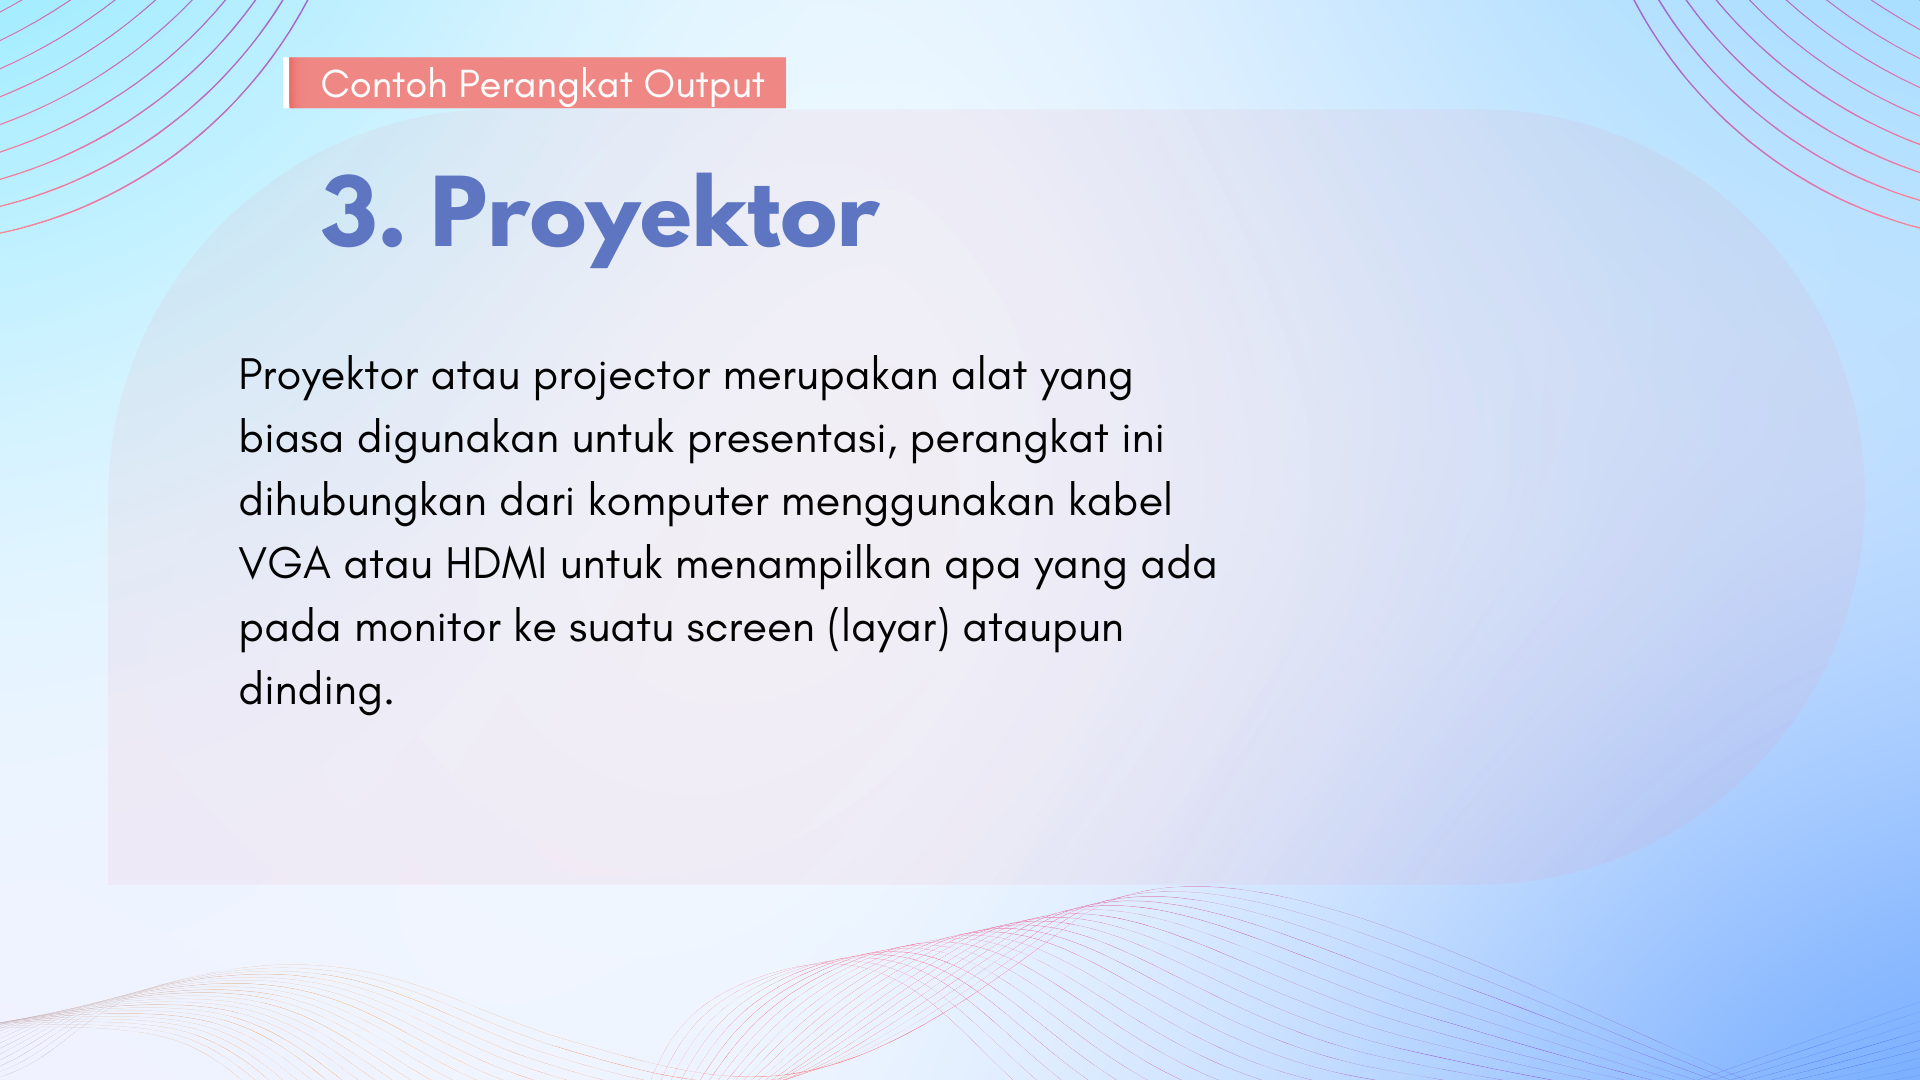 Contoh Perangkat Output
3. Proyektor
Proyektor atau projector merupakan alat yang
biasa digunakan untuk presentasi, perangkat ini
dihubungkan dari komputer menggunakan kabel
VGA atau HDMI untuk menampilkan apa yang ada
pada monitor ke suatu screen (layar) ataupun
dinding.